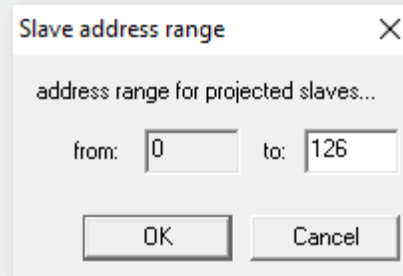 Slave address range
address range for projected slaves...
from: 0 to: 126
OK Cancel